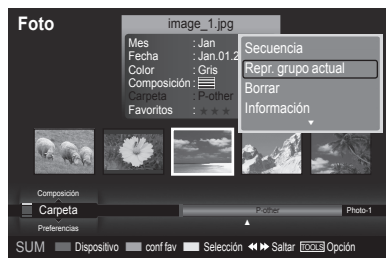 Foto
image_1.jpg
Mes : Jan
Fecha : Jan.01.2
Color : Gris
Composición :
Carpeta : P-other
Favoritos : ★★★
Secuencia
Repr. grupo actual
Borrar
Información
Composición
Carpeta
Preferencias
P-other
Photo-1
SUM Dispositivo conf fav Selección Saltar TOOLS Opción